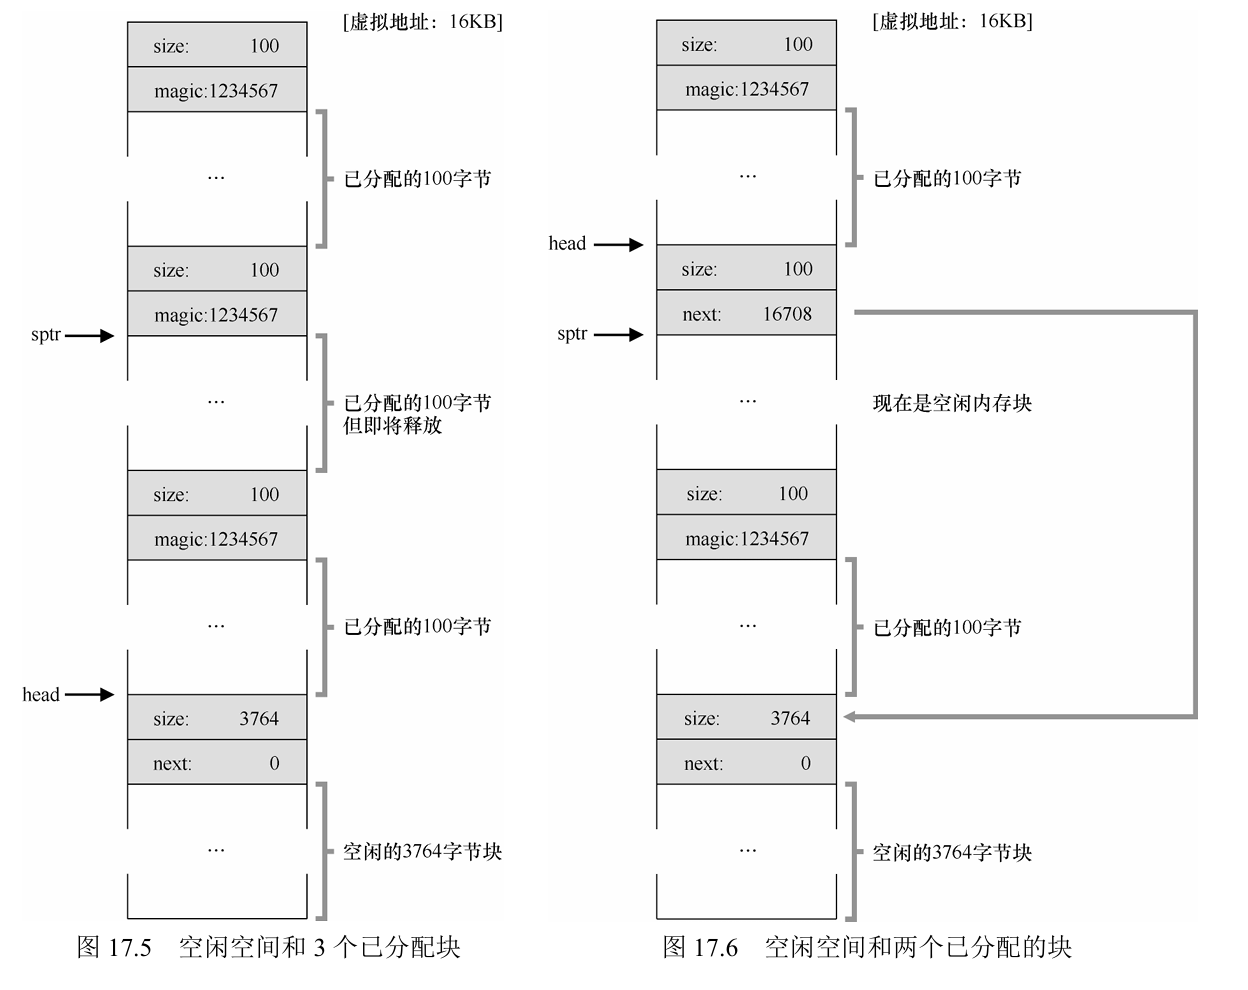 [虚拟地址：16KB]
size: 100
magic:1234567
...
已分配的100字节
size: 100
magic:1234567
sptr
...
已分配的100字节
但即将释放
size: 100
magic:1234567
...
已分配的100字节
head
size: 3764
next: 0
...
空闲的3764字节块
图 17.5 空闲空间和 3 个已分配块
[虚拟地址：16KB]
size: 100
magic:1234567
...
已分配的100字节
head
size: 100
next: 16708
sptr
...
现在是空闲内存块
size: 100
magic:1234567
...
已分配的100字节
size: 3764
next: 0
...
空闲的3764字节块
图 17.6 空闲空间和两个已分配的块